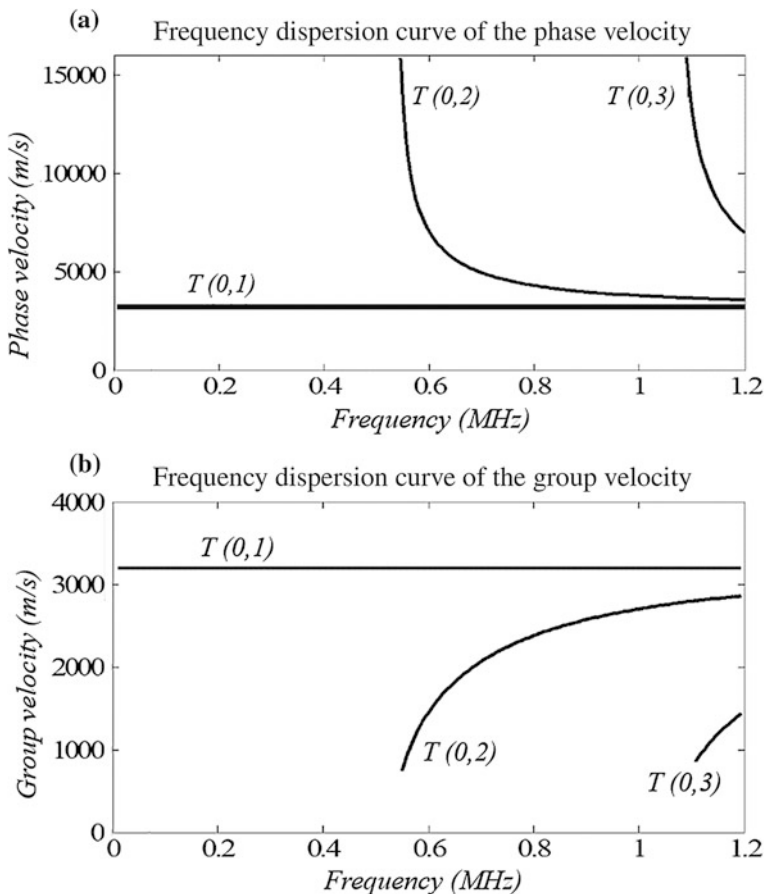 (a)
Frequency dispersion curve of the phase velocity
15000
10000
5000
0
Phase velocity (m/s)
T (0,2)
T (0,3)
T (0,1)
0 0.2 0.4 0.6 0.8 1 1.2
Frequency (MHz)
(b)
Frequency dispersion curve of the group velocity
4000
3000
2000
1000
0
Group velocity (m/s)
T (0,1)
T (0,2)
T (0,3)
0 0.2 0.4 0.6 0.8 1 1.2
Frequency (MHz)